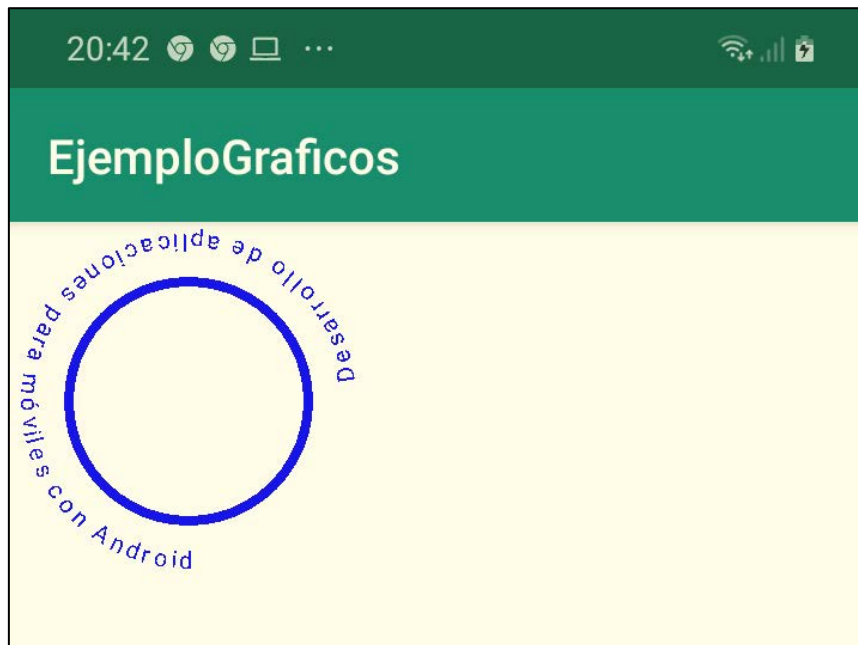 20:42
EjemploGraficos
Desarrollo de aplicaciones para móviles con Android